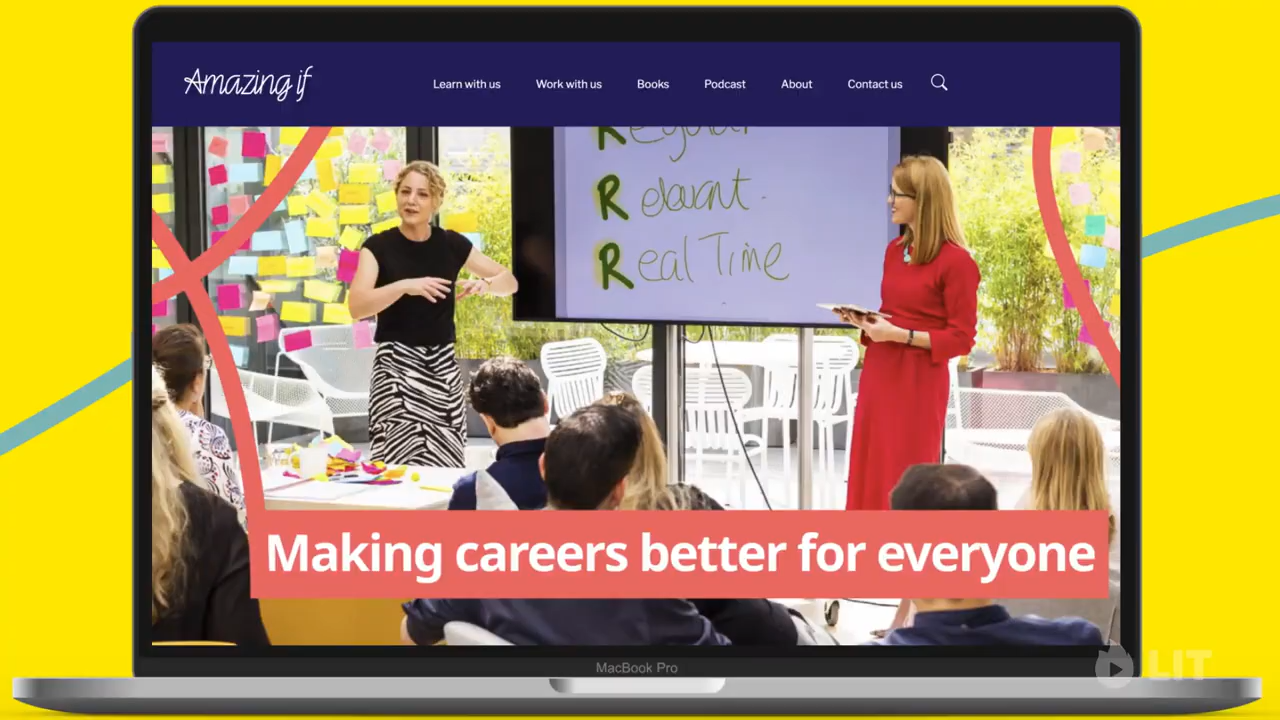 Amazing if
Learn with us Work with us Books Podcast About Contact us
Regular
Relevant
Real Time
Making careers better for everyone
MacBook Pro
LIT